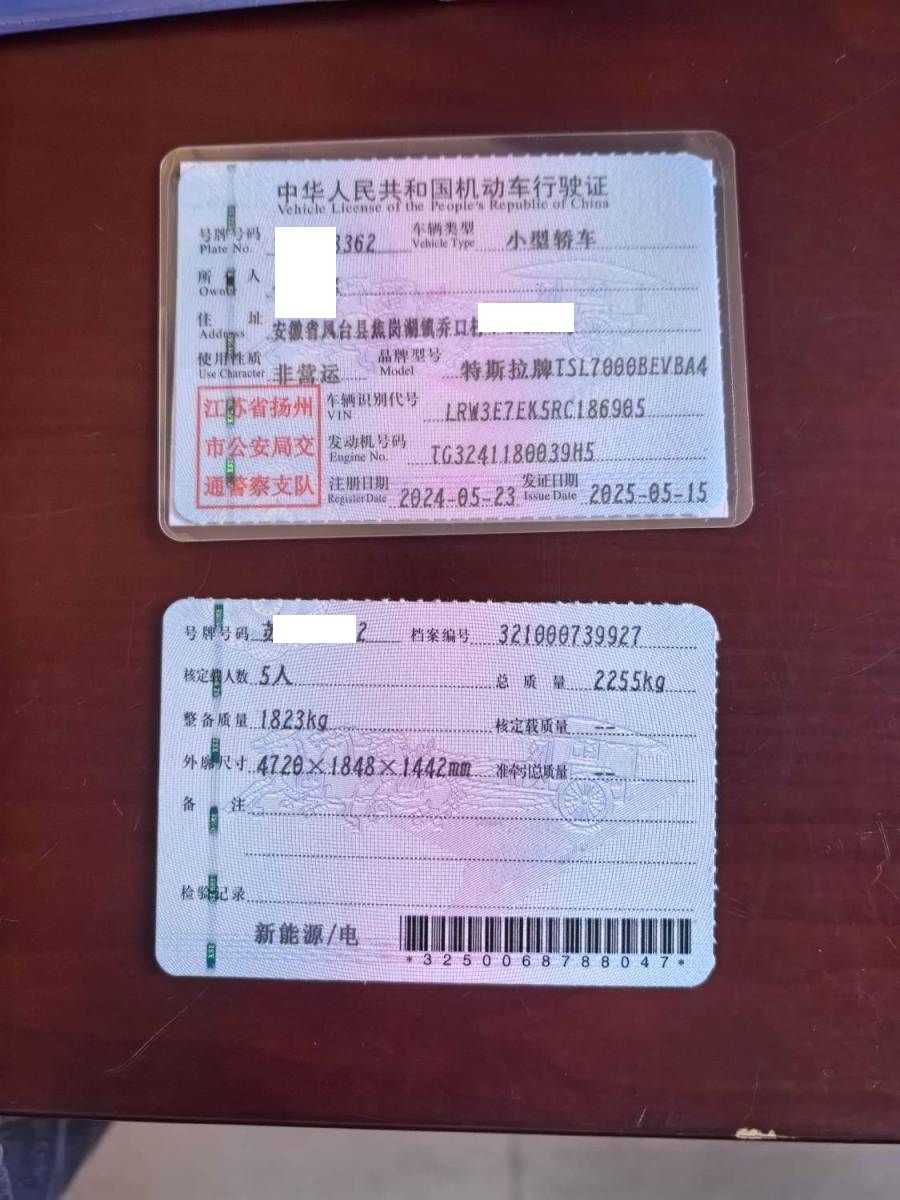 中华人民共和国机动车行驶证
Vehicle License of the People's Republic of China
号牌号码 Plate No. 3362 车辆类型 Vehicle Type 小型轿车
所 人 Owner
住 址 Address 安徽省凤台县焦岗湖镇乔口村
使用性质 Use Character 非营运 品牌型号 Model 特斯拉牌TSL7000BEVBA4
江苏省扬州
市公安局交
通警察支队
车辆识别代号 VIN LRW3E7EK5RC186905
发动机号码 Engine No. TG3241180039H5
注册日期 Register Date 2024-05-23 发证日期 Issue Date 2025-05-15
号牌号码 苏 2 档案编号 321000739927
核定载人数 5人 总 质 量 2255kg
整备质量 1823kg 核定载质量 --
外廓尺寸 4720×1848×1442mm 准牵引总质量 --
备 注
检验记录
新能源/电
*3250068788047*